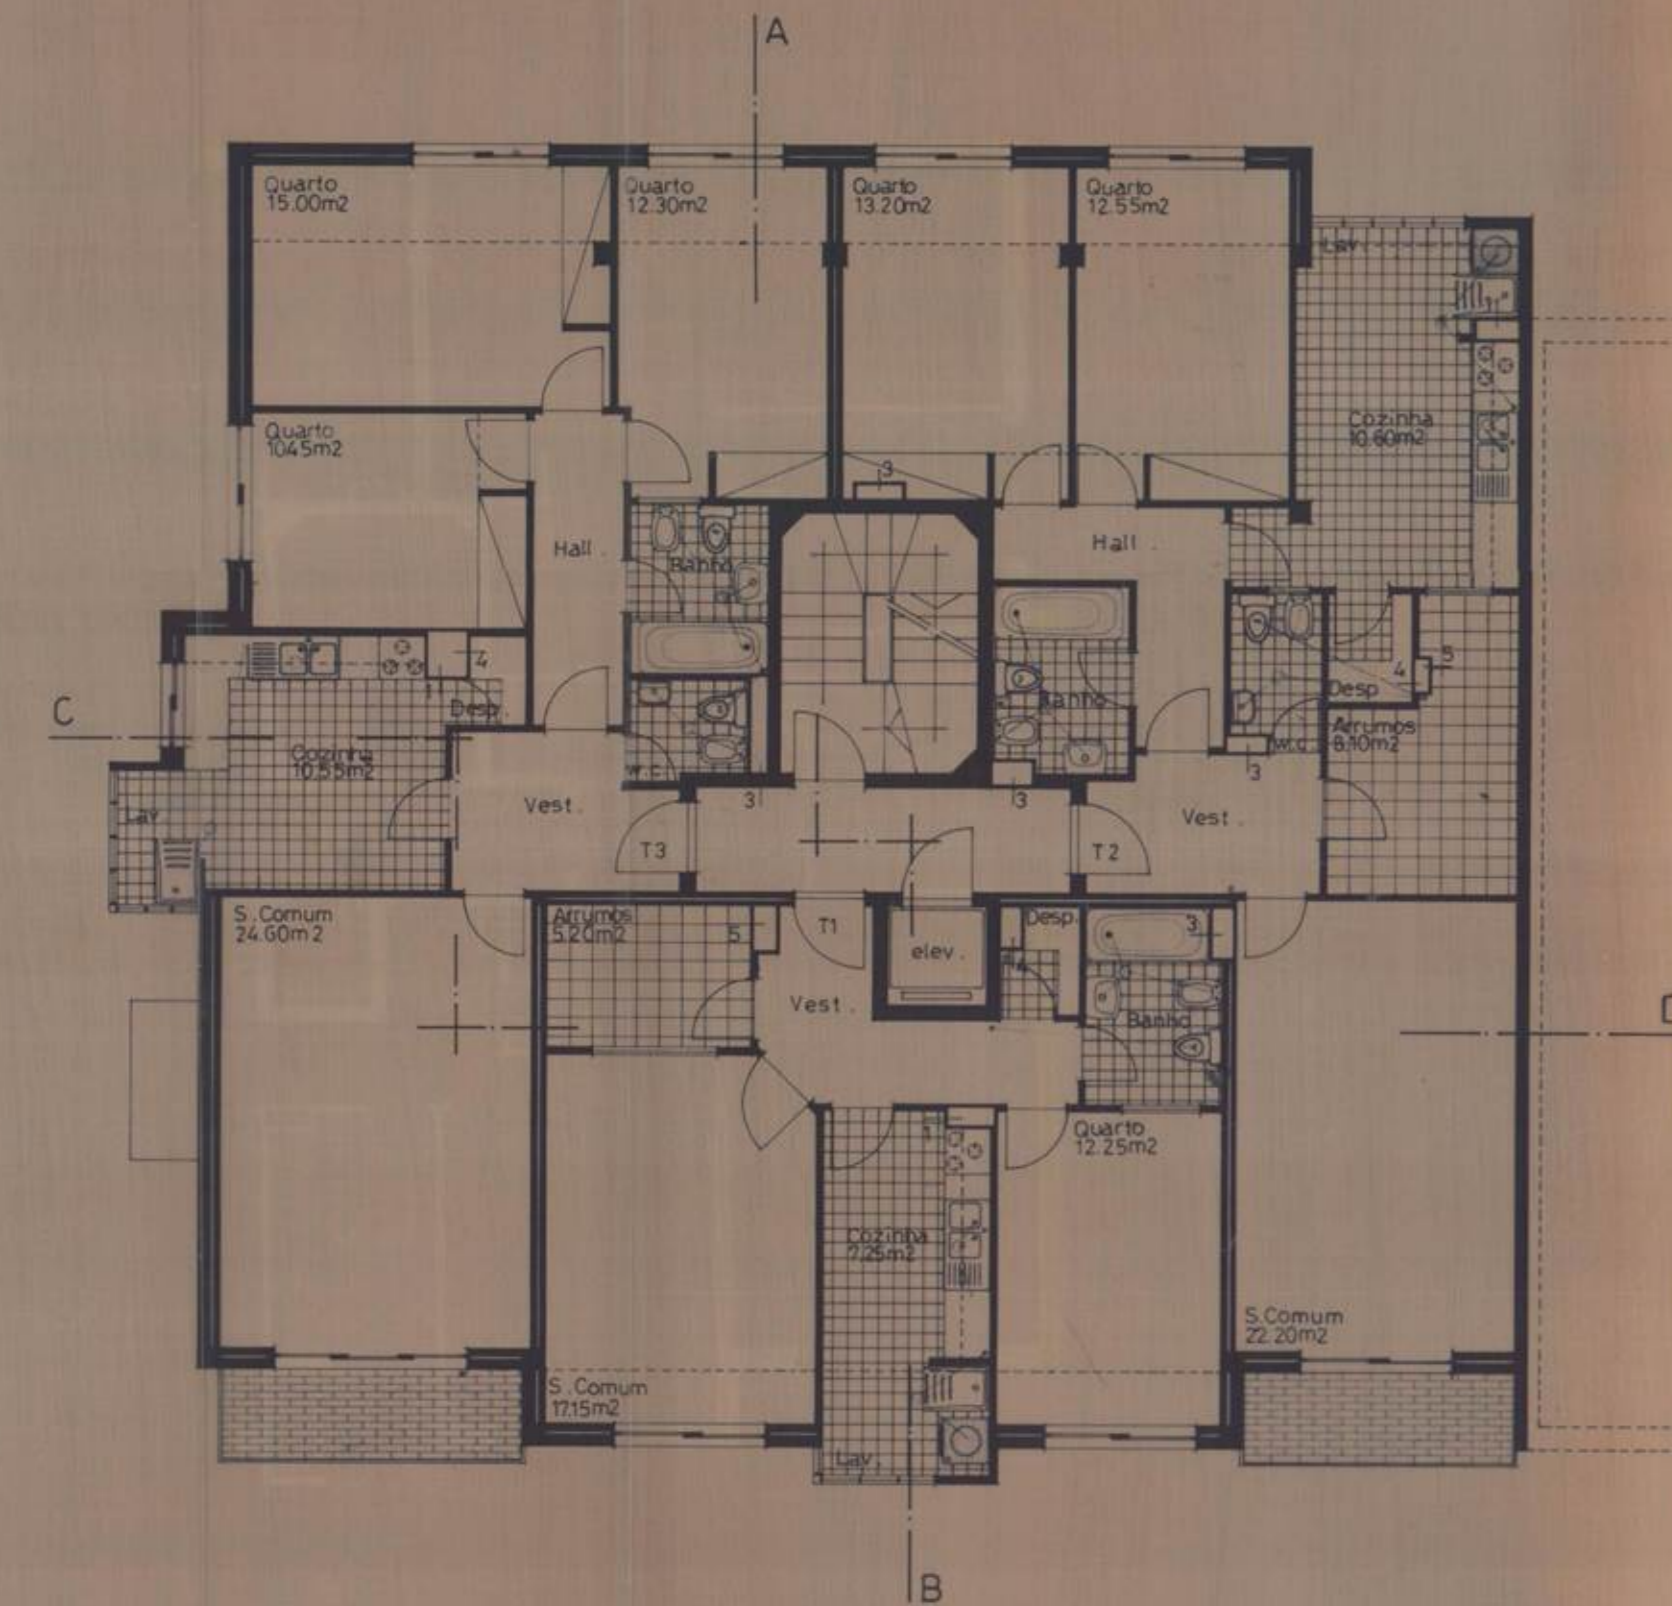 A
Quarto
15.00m2
Quarto
12.30m2
Quarto
13.20m2
Quarto
12.55m2
Lav.
Quarto
10.45m2
Cozinha
10.60m2
3
Hall.
Banho
Hall.
4
Desp.
C
Cozinha
10.55m2
Banho
4
5
Desp
Arrumos
8.10m2
w.c.
w.c.
3
3
3
Lav
Vest.
T3
T2
Vest.
S.Comum
24.60m2
Arrumos
5.20m2
5
T1
elev.
Desp.
4
3
Vest.
Banho
Quarto
12.25m2
Cozinha
7.25m2
S.Comum
22.20m2
S.Comum
17.15m2
Lav.
B